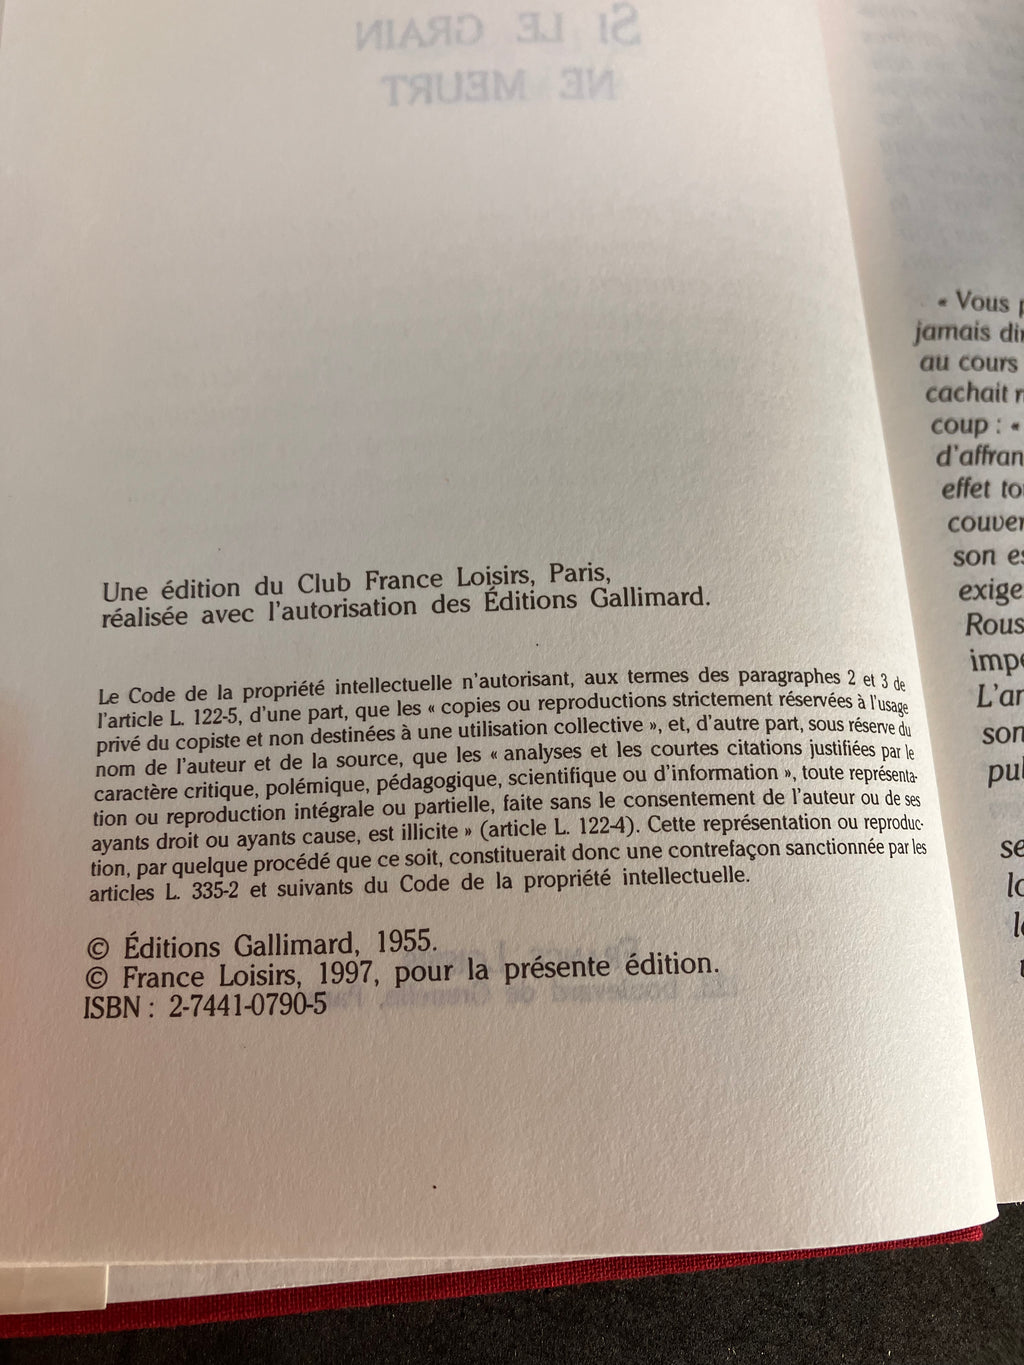 SI LE GRAIN
NE MEURT
Une édition du Club France Loisirs, Paris,
réalisée avec l'autorisation des Éditions Gallimard.
Le Code de la propriété intellectuelle n'autorisant, aux termes des paragraphes 2 et 3 de
l'article L. 122-5, d'une part, que les « copies ou reproductions strictement réservées à l'usage
privé du copiste et non destinées à une utilisation collective », et, d'autre part, sous réserve du
nom de l'auteur et de la source, que les « analyses et les courtes citations justifiées par le
caractère critique, polémique, pédagogique, scientifique ou d'information », toute représenta-
tion ou reproduction intégrale ou partielle, faite sans le consentement de l'auteur ou de ses
ayants droit ou ayants cause, est illicite » (article L. 122-4). Cette représentation ou reproduc-
tion, par quelque procédé que ce soit, constituerait donc une contrefaçon sanctionnée par les
articles L. 335-2 et suivants du Code de la propriété intellectuelle.
© Éditions Gallimard, 1955.
© France Loisirs, 1997, pour la présente édition.
ISBN : 2-7441-0790-5
« Vous
jamais
au cours
cachait
coup : «
d'affran
effet
couver
son
exige
Rous
L'ar
son